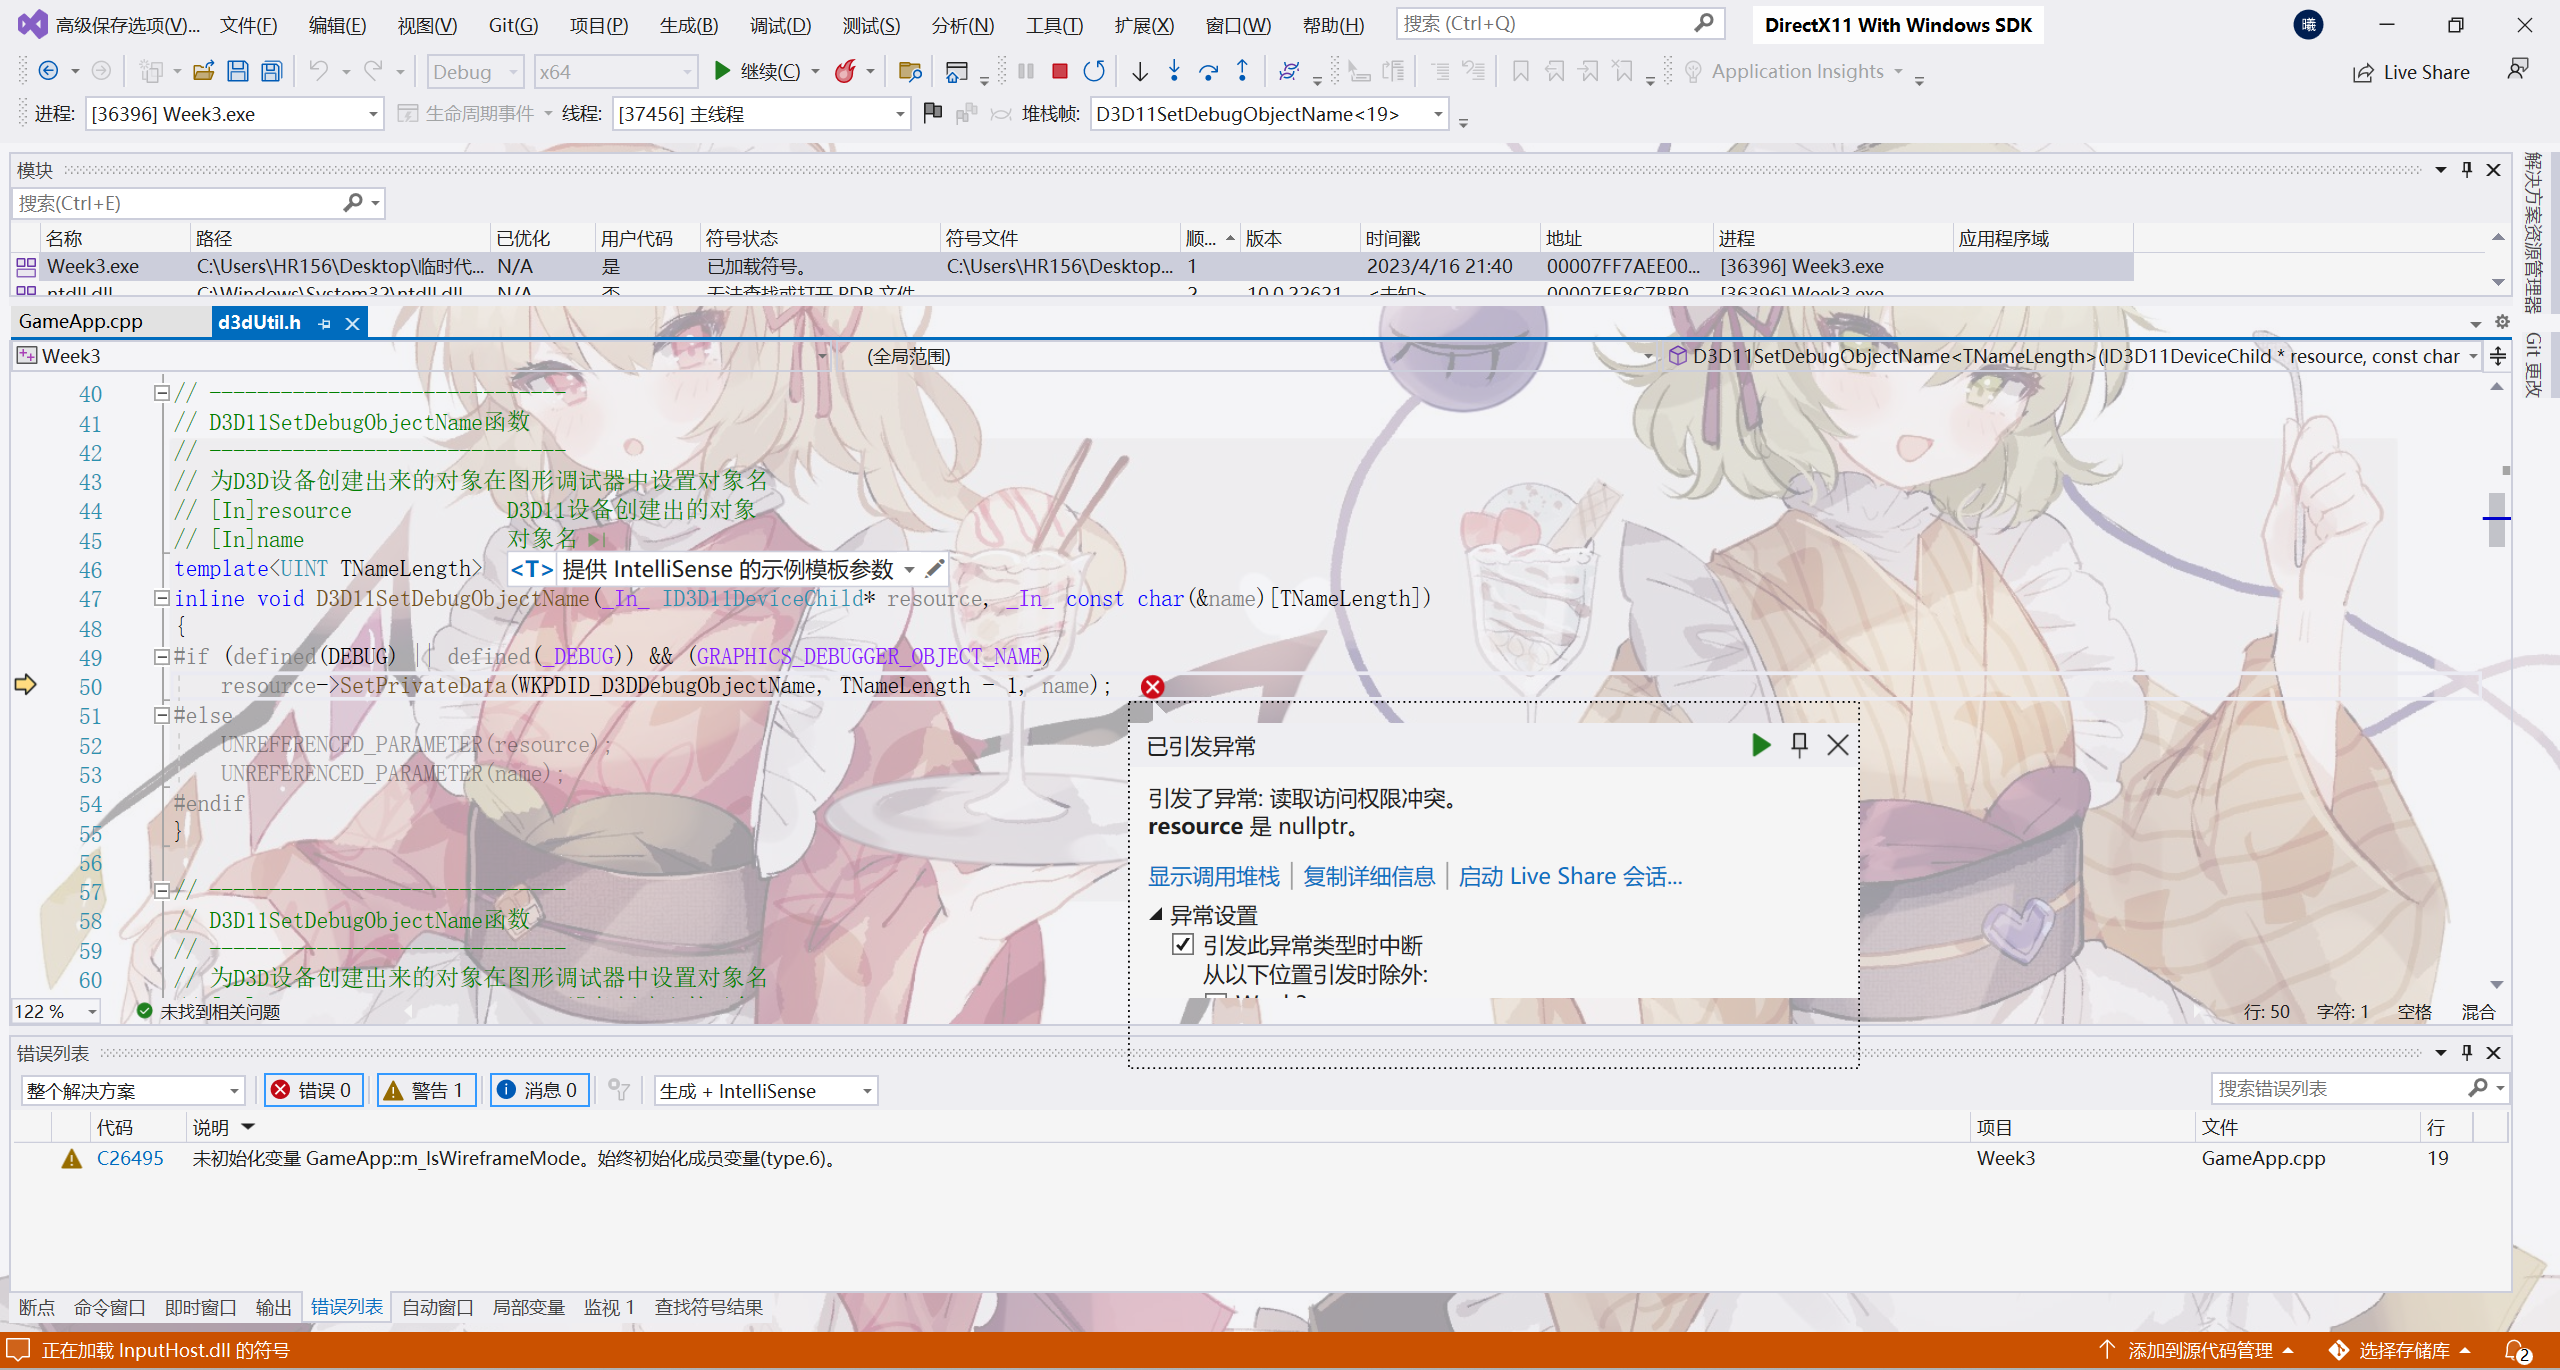 高级保存选项(V)... 文件(F) 编辑(E) 视图(V) Git(G) 项目(P) 生成(B) 调试(D) 测试(S) 分析(N) 工具(T) 扩展(X) 窗口(W) 帮助(H) 搜索 (Ctrl+Q) DirectX11 With Windows SDK 曦
Debug x64 继续(C) Application Insights Live Share
进程: [36396] Week3.exe 生命周期事件 线程: [37456] 主线程 堆栈帧: D3D11SetDebugObjectName<19>
模块
搜索(Ctrl+E)
名称 路径 已优化 用户代码 符号状态 符号文件 顺... 版本 时间戳 地址 进程 应用程序域
Week3.exe C:\Users\HR156\Desktop\临时代... N/A 是 已加载符号。 C:\Users\HR156\Desktop... 1 2023/4/16 21:40 00007FF7AEE00... [36396] Week3.exe
ntdll.dll C:\Windows\System32\ntdll.dll N/A 否 无法查找或打开 PDB 文件 2 10.0.22621 <未知> 00007FF8C7BB0 [36396] Week3.exe
解决方案资源管理器
Git 更改
GameApp.cpp d3dUtil.h
Week3 (全局范围) D3D11SetDebugObjectName<TNameLength>(ID3D11DeviceChild * resource, const char
40 // ------------------------------
41 // D3D11SetDebugObjectName函数
42 // ------------------------------
43 // 为D3D设备创建出来的对象在图形调试器中设置对象名
44 // [In]resource D3D11设备创建出的对象
45 // [In]name 对象名
46 template<UINT TNameLength> <T> 提供 IntelliSense 的示例模板参数
47 inline void D3D11SetDebugObjectName(_In_ ID3D11DeviceChild* resource, _In_ const char(&name)[TNameLength])
48 {
49 #if (defined(DEBUG) || defined(_DEBUG)) && (GRAPHICS_DEBUGGER_OBJECT_NAME)
50 resource->SetPrivateData(WKPDID_D3DDebugObjectName, TNameLength - 1, name);
51 #else
52 UNREFERENCED_PARAMETER(resource);
53 UNREFERENCED_PARAMETER(name);
54 #endif
55 }
56
57 // ------------------------------
58 // D3D11SetDebugObjectName函数
59 // ------------------------------
60 // 为D3D设备创建出来的对象在图形调试器中设置对象名
已引发异常
引发了异常: 读取访问权限冲突。
resource 是 nullptr。
显示调用堆栈 | 复制详细信息 | 启动 Live Share 会话...
异常设置
引发此异常类型时中断
从以下位置引发时除外:
122 % 未找到相关问题 行: 50 字符: 1 空格 混合
错误列表
整个解决方案 错误 0 警告 1 消息 0 生成 + IntelliSense 搜索错误列表
代码 说明 项目 文件 行
C26495 未初始化变量 GameApp::m_IsWireframeMode。始终初始化成员变量(type.6)。 Week3 GameApp.cpp 19
断点 命令窗口 即时窗口 输出 错误列表 自动窗口 局部变量 监视 1 查找符号结果
正在加载 InputHost.dll 的符号 添加到源代码管理 选择存储库 2